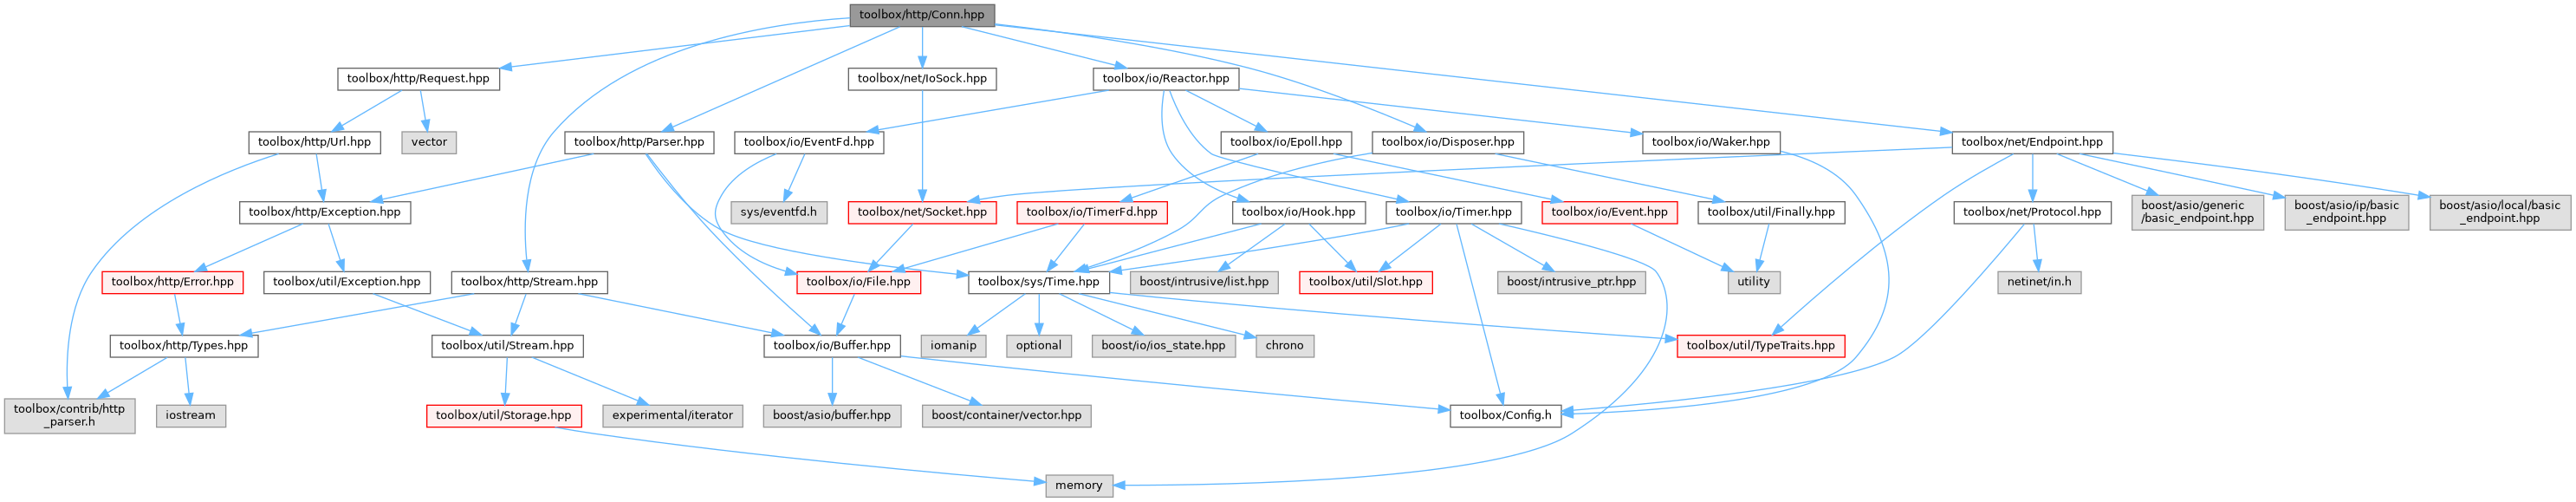 toolbox/http/Conn.hpp
toolbox/http/Request.hpp
toolbox/net/IoSock.hpp
toolbox/io/Reactor.hpp
toolbox/http/Url.hpp
vector
toolbox/http/Parser.hpp
toolbox/io/EventFd.hpp
toolbox/io/Epoll.hpp
toolbox/io/Disposer.hpp
toolbox/io/Waker.hpp
toolbox/net/Endpoint.hpp
toolbox/http/Exception.hpp
sys/eventfd.h
toolbox/net/Socket.hpp
toolbox/io/TimerFd.hpp
toolbox/io/Hook.hpp
toolbox/io/Timer.hpp
toolbox/io/Event.hpp
toolbox/util/Finally.hpp
toolbox/net/Protocol.hpp
boost/asio/generic
/basic_endpoint.hpp
boost/asio/ip/basic
_endpoint.hpp
boost/asio/local/basic
_endpoint.hpp
toolbox/http/Error.hpp
toolbox/util/Exception.hpp
toolbox/http/Stream.hpp
toolbox/io/File.hpp
toolbox/sys/Time.hpp
boost/intrusive/list.hpp
toolbox/util/Slot.hpp
boost/intrusive_ptr.hpp
utility
netinet/in.h
toolbox/http/Types.hpp
toolbox/util/Stream.hpp
toolbox/io/Buffer.hpp
iomanip
optional
boost/io/ios_state.hpp
chrono
toolbox/util/TypeTraits.hpp
toolbox/contrib/http
_parser.h
iostream
toolbox/util/Storage.hpp
experimental/iterator
boost/asio/buffer.hpp
boost/container/vector.hpp
toolbox/Config.h
memory